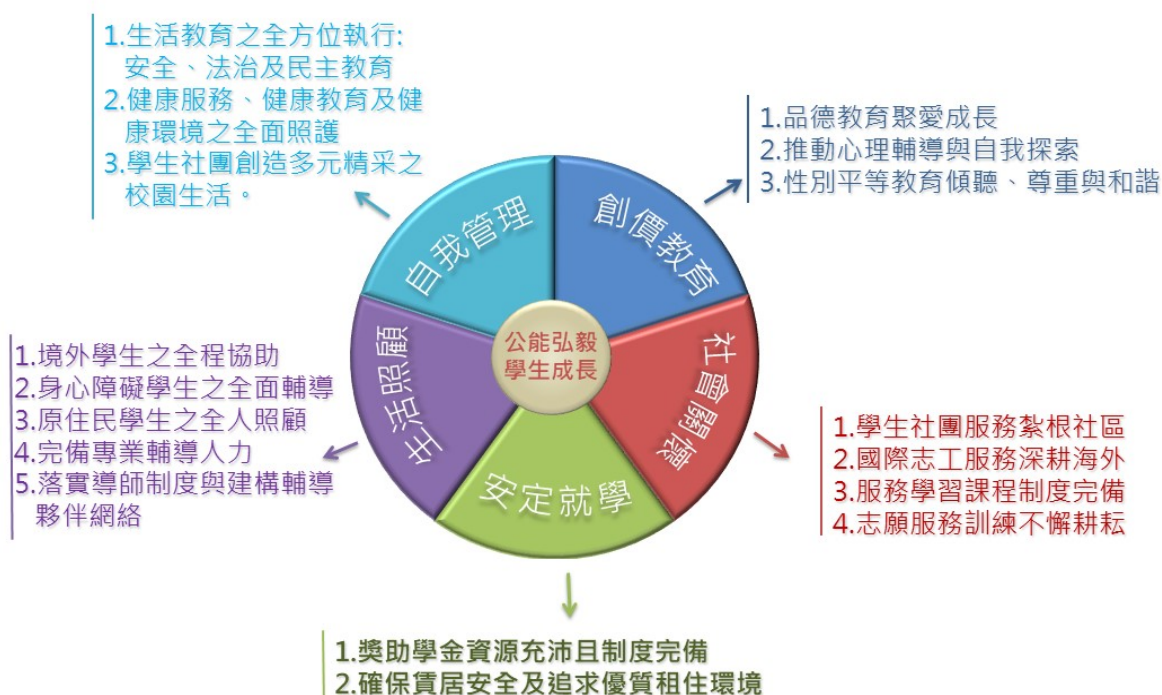 1.生活教育之全方位執行:
安全、法治及民主教育
2.健康服務、健康教育及健
康環境之全面照護
3.學生社團創造多元精采之
校園生活。
1.品德教育聚愛成長
2.推動心理輔導與自我探索
3.性別平等教育傾聽、尊重與和諧
自我管理
創價教育
公能弘毅
學生成長
生活照顧
社會關懷
安定就學
1.境外學生之全程協助
2.身心障礙學生之全面輔導
3.原住民學生之全人照顧
4.完備專業輔導人力
5.落實導師制度與建構輔導
夥伴網絡
1.學生社團服務紮根社區
2.國際志工服務深耕海外
3.服務學習課程制度完備
4.志願服務訓練不懈耕耘
1.獎助學金資源充沛且制度完備
2.確保賃居安全及追求優質租住環境